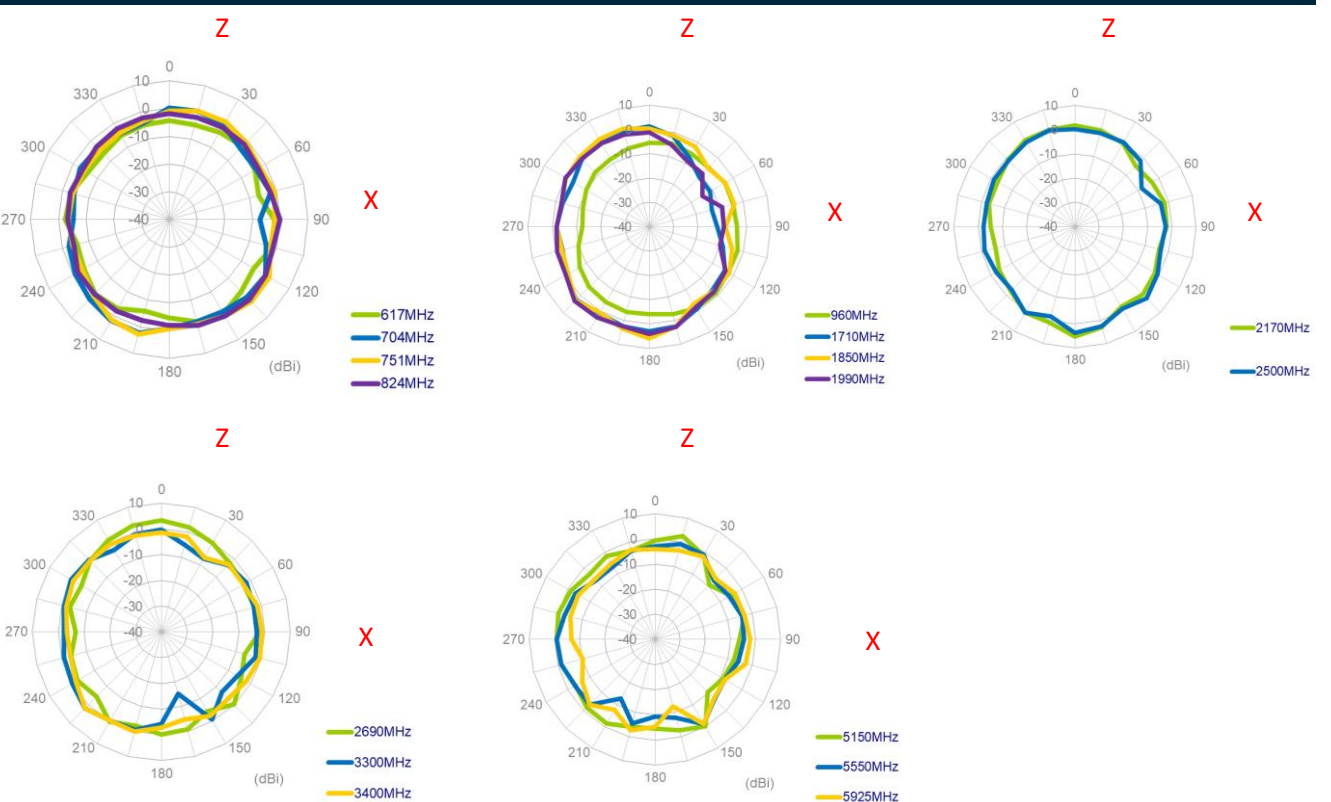 Z
Z
Z
0
10
330
30
0
300
60
-10
-20
-30
270
-40
90
X
240
120
210
150
180
(dBi)
617MHz
704MHz
751MHz
824MHz
0
10
330
30
0
300
60
-10
-20
-30
270
-40
90
X
240
120
210
150
180
(dBi)
960MHz
1710MHz
1850MHz
1990MHz
0
10
330
30
0
300
60
-10
-20
-30
270
-40
90
X
240
120
210
150
180
(dBi)
2170MHz
2500MHz
Z
Z
0
10
330
30
0
300
60
-10
-20
-30
270
-40
90
X
240
120
210
150
180
(dBi)
2690MHz
3300MHz
3400MHz
0
10
330
30
0
300
60
-10
-20
-30
270
-40
90
X
240
120
210
150
180
(dBi)
5150MHz
5550MHz
5925MHz